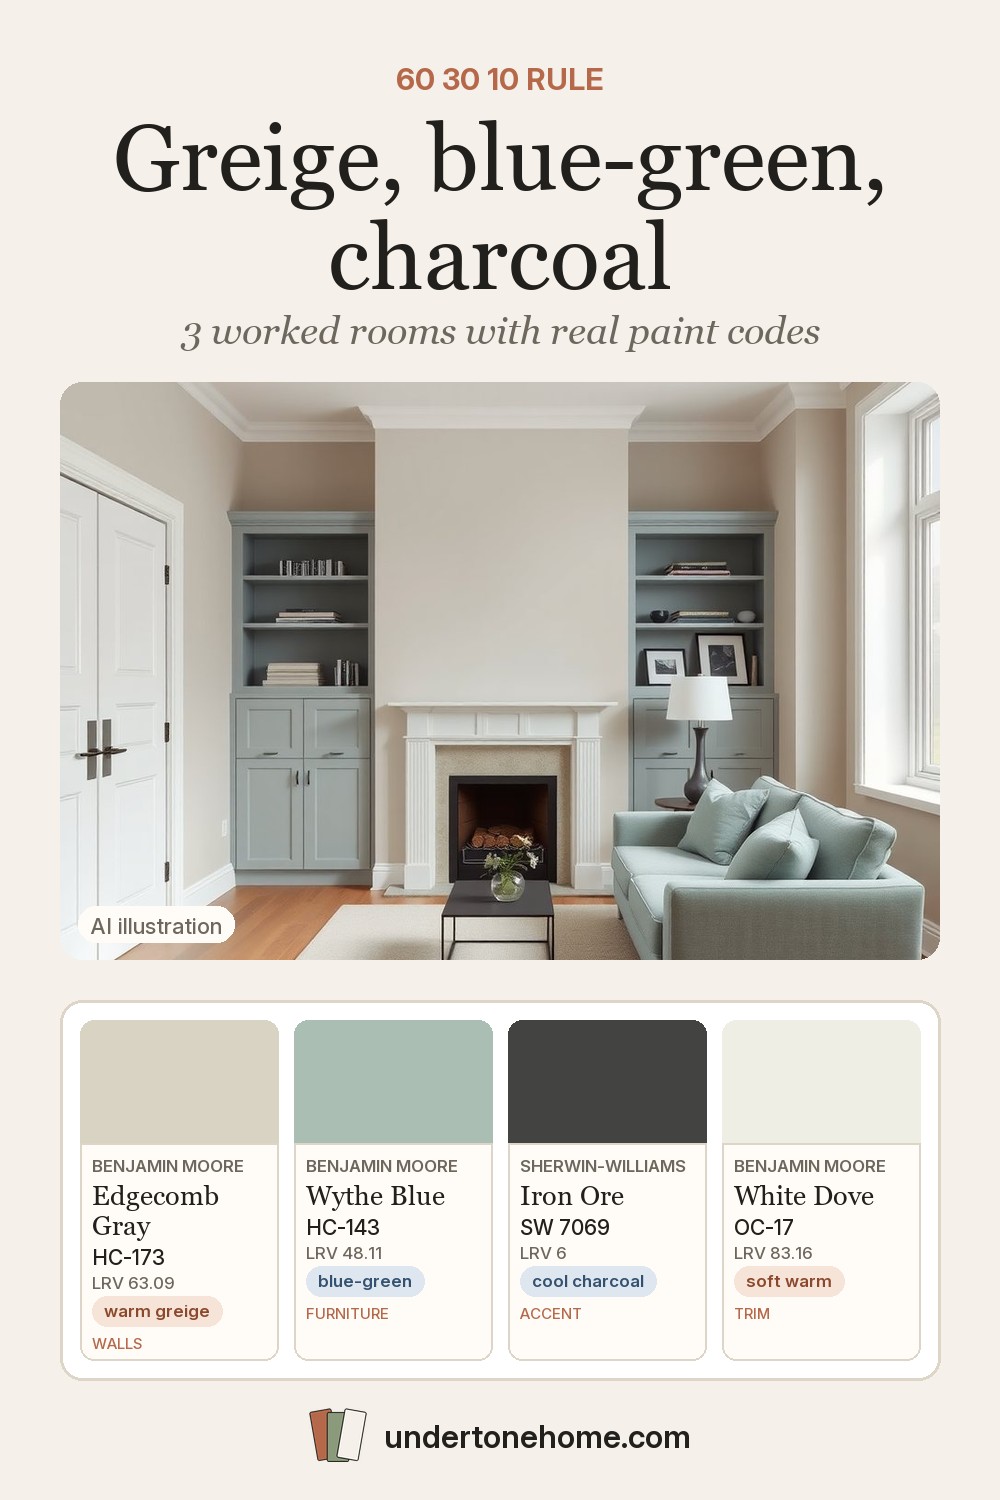 60 30 10 RULE
Greige, blue-green,
charcoal
3 worked rooms with real paint codes
AI illustration
BENJAMIN MOORE
Edgecomb
Gray
HC-173
LRV 63.09
warm greige
WALLS
BENJAMIN MOORE
Wythe Blue
HC-143
LRV 48.11
blue-green
FURNITURE
SHERWIN-WILLIAMS
Iron Ore
SW 7069
LRV 6
cool charcoal
ACCENT
BENJAMIN MOORE
White Dove
OC-17
LRV 83.16
soft warm
TRIM
undertonehome.com